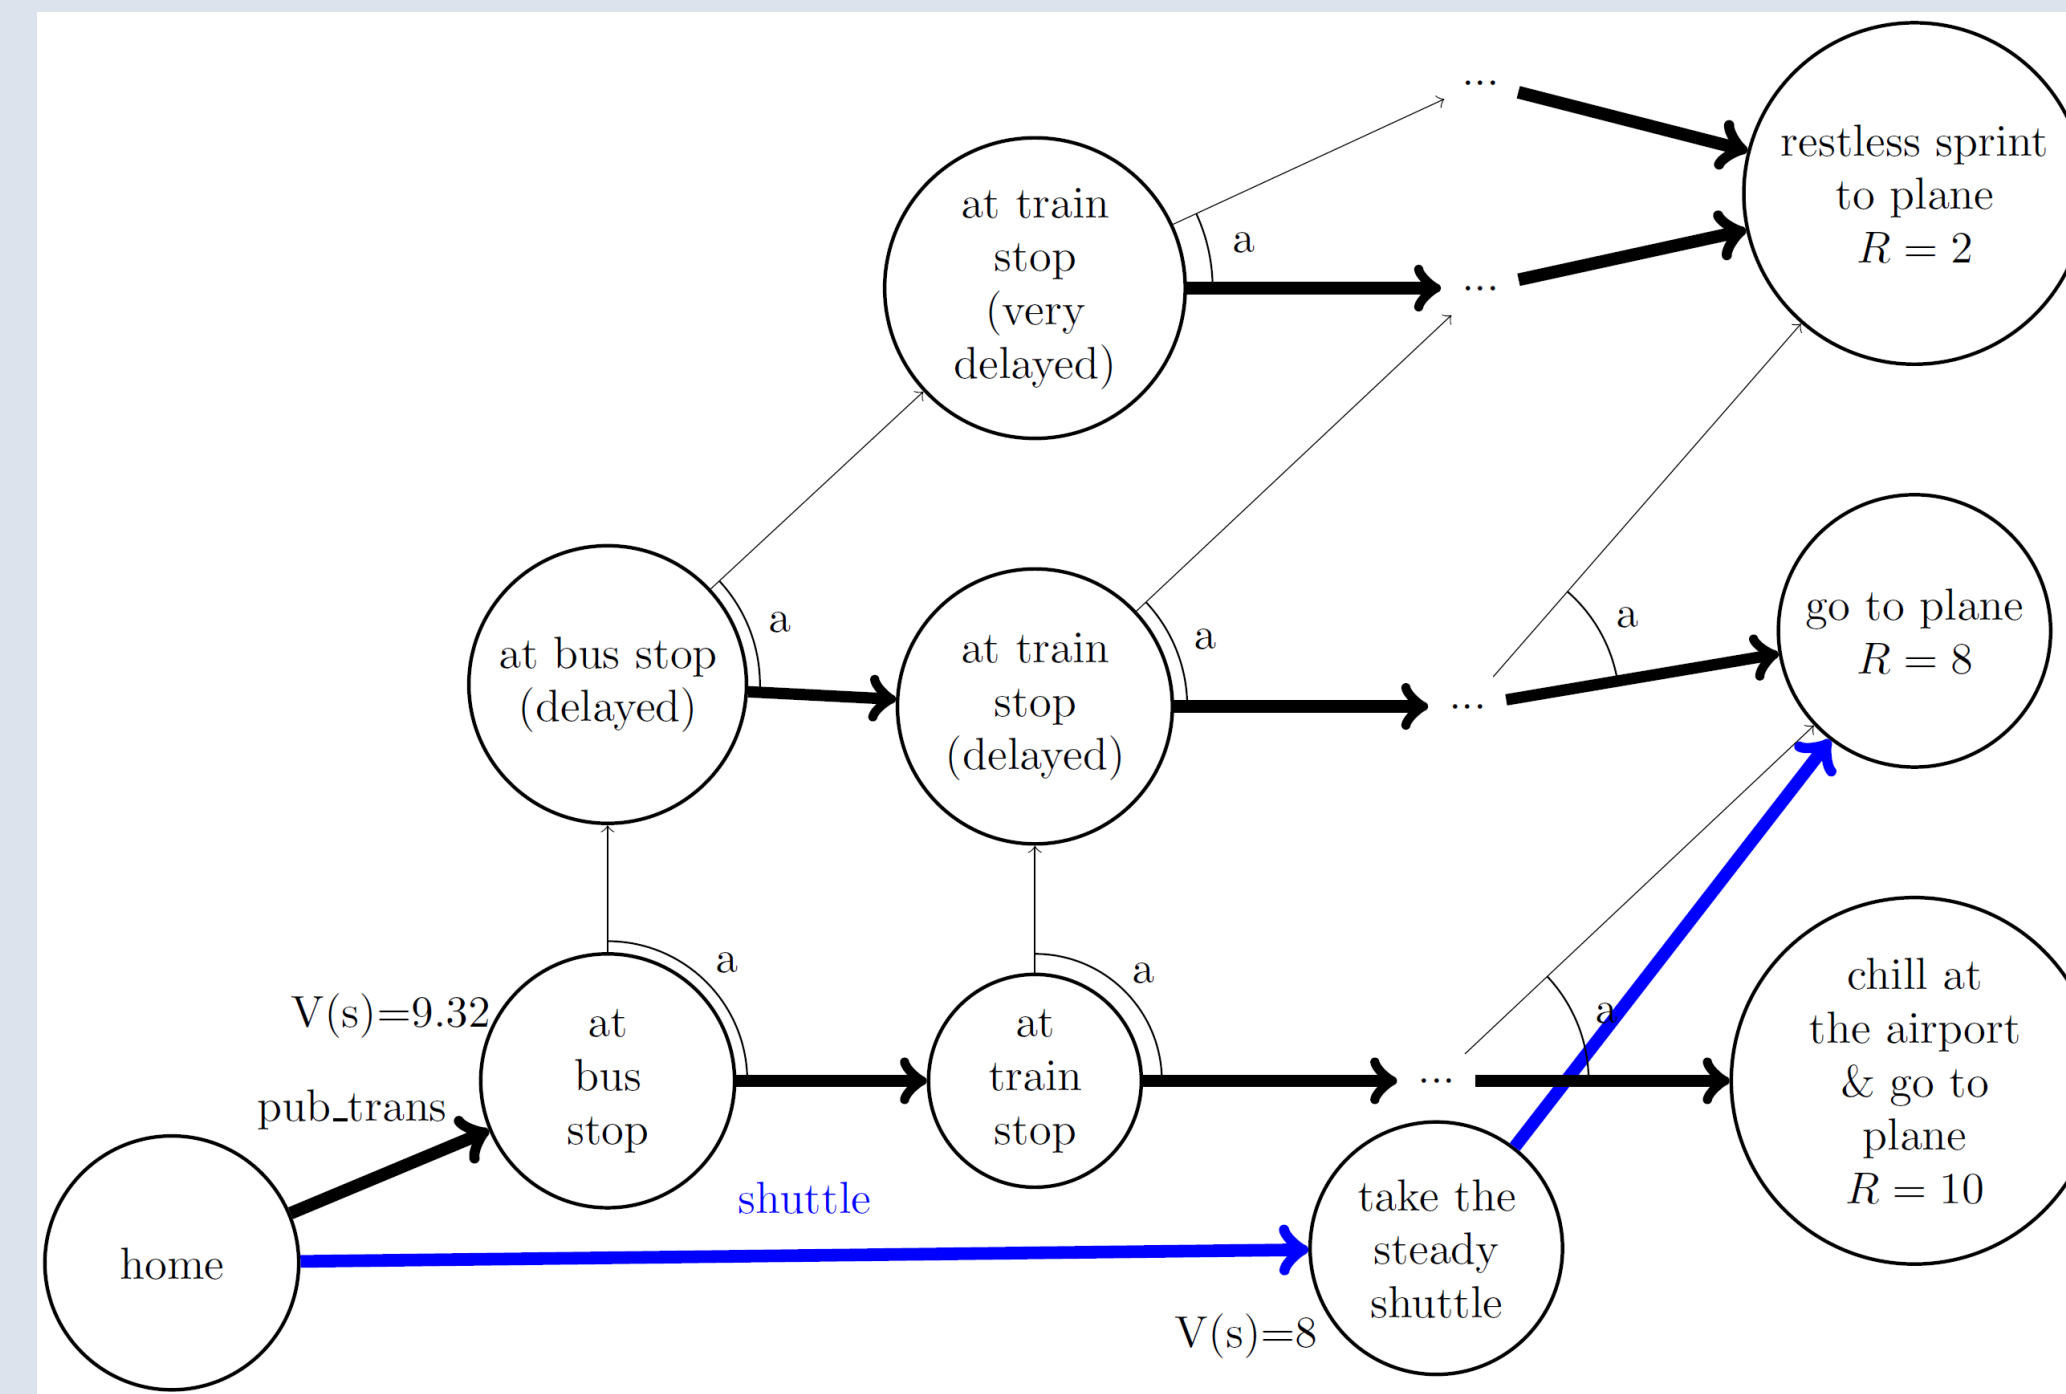 ...
restless sprint
to plane
R = 2
at train
stop
(very
delayed)
a
...
a
go to plane
R = 8
at bus stop
(delayed)
a
at train
stop
(delayed)
a
...
V(s)=9.32
at
bus
stop
a
at
train
stop
a
...
a
chill at
the airport
& go to
plane
R = 10
pub_trans
home
shuttle
take the
steady
shuttle
V(s)=8